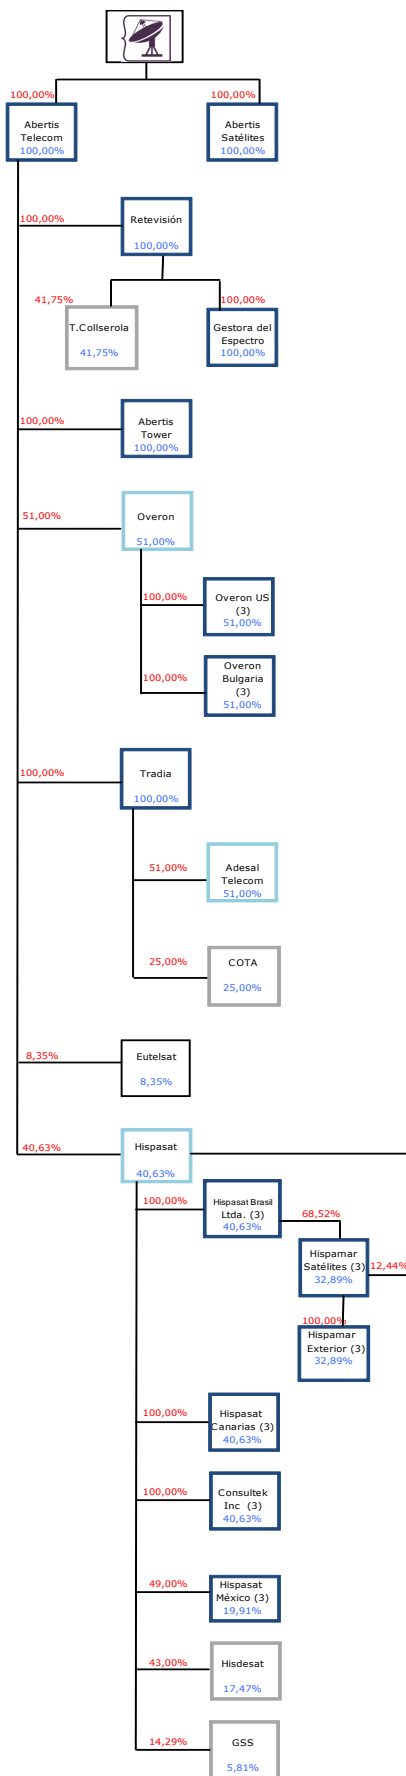 100,00%
100,00%
Abertis
Telecom
100,00%
Abertis
Satélites
100,00%
100,00%
Retevisión
100,00%
41,75%
100,00%
T.Collserola
41,75%
Gestora del
Espectro
100,00%
100,00%
Abertis
Tower
100,00%
51,00%
Overon
51,00%
100,00%
Overon US
(3)
51,00%
100,00%
Overon
Bulgaria
(3)
51,00%
100,00%
Tradia
100,00%
51,00%
Adesal
Telecom
51,00%
25,00%
COTA
25,00%
8,35%
Eutelsat
8,35%
40,63%
Hispasat
40,63%
100,00%
Hispasat Brasil
Ltda. (3)
40,63%
68,52%
Hispamar
Satélites (3)
32,89%
12,44%
100,00%
Hispamar
Exterior (3)
32,89%
100,00%
Hispasat
Canarias (3)
40,63%
100,00%
Consultek
Inc (3)
40,63%
49,00%
Hispasat
México (3)
19,91%
43,00%
Hisdesat
17,47%
14,29%
GSS
5,81%